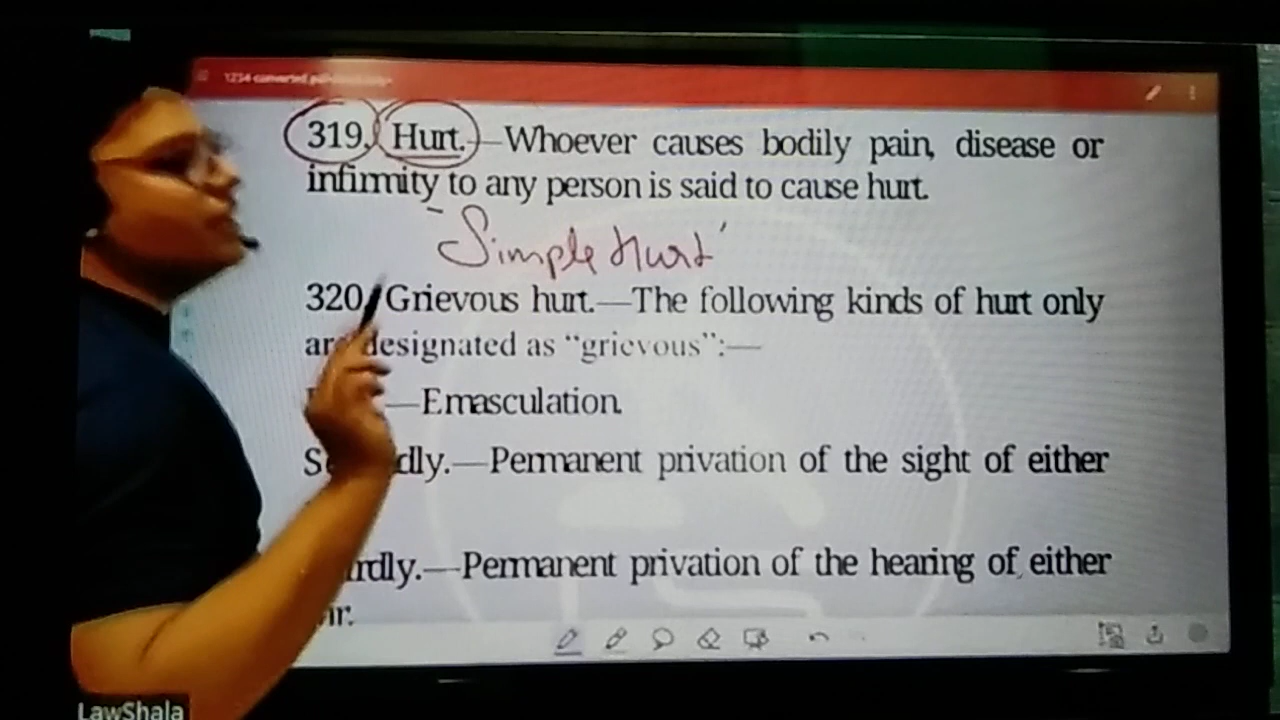 319. Hurt.—Whoever causes bodily pain, disease or
infirmity to any person is said to cause hurt.
"Simple Hurt"
320. Grievous hurt.—The following kinds of hurt only
are designated as "grievous":—
—Emasculation.
—Permanent privation of the sight of either
—Permanent privation of the hearing of either
LawShala